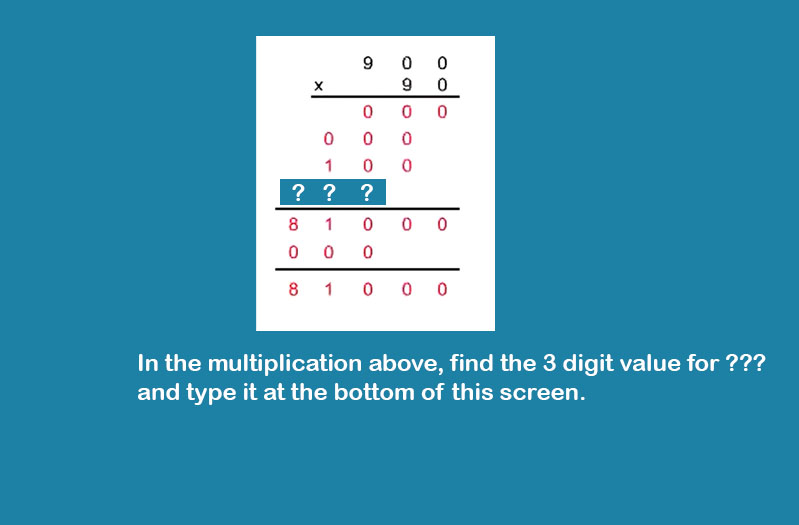 9 0 0
x 9 0
0 0 0
0 0 0
1 0 0
? ? ?
8 1 0 0 0
0 0 0
8 1 0 0 0
In the multiplication above, find the 3 digit value for ???
and type it at the bottom of this screen.